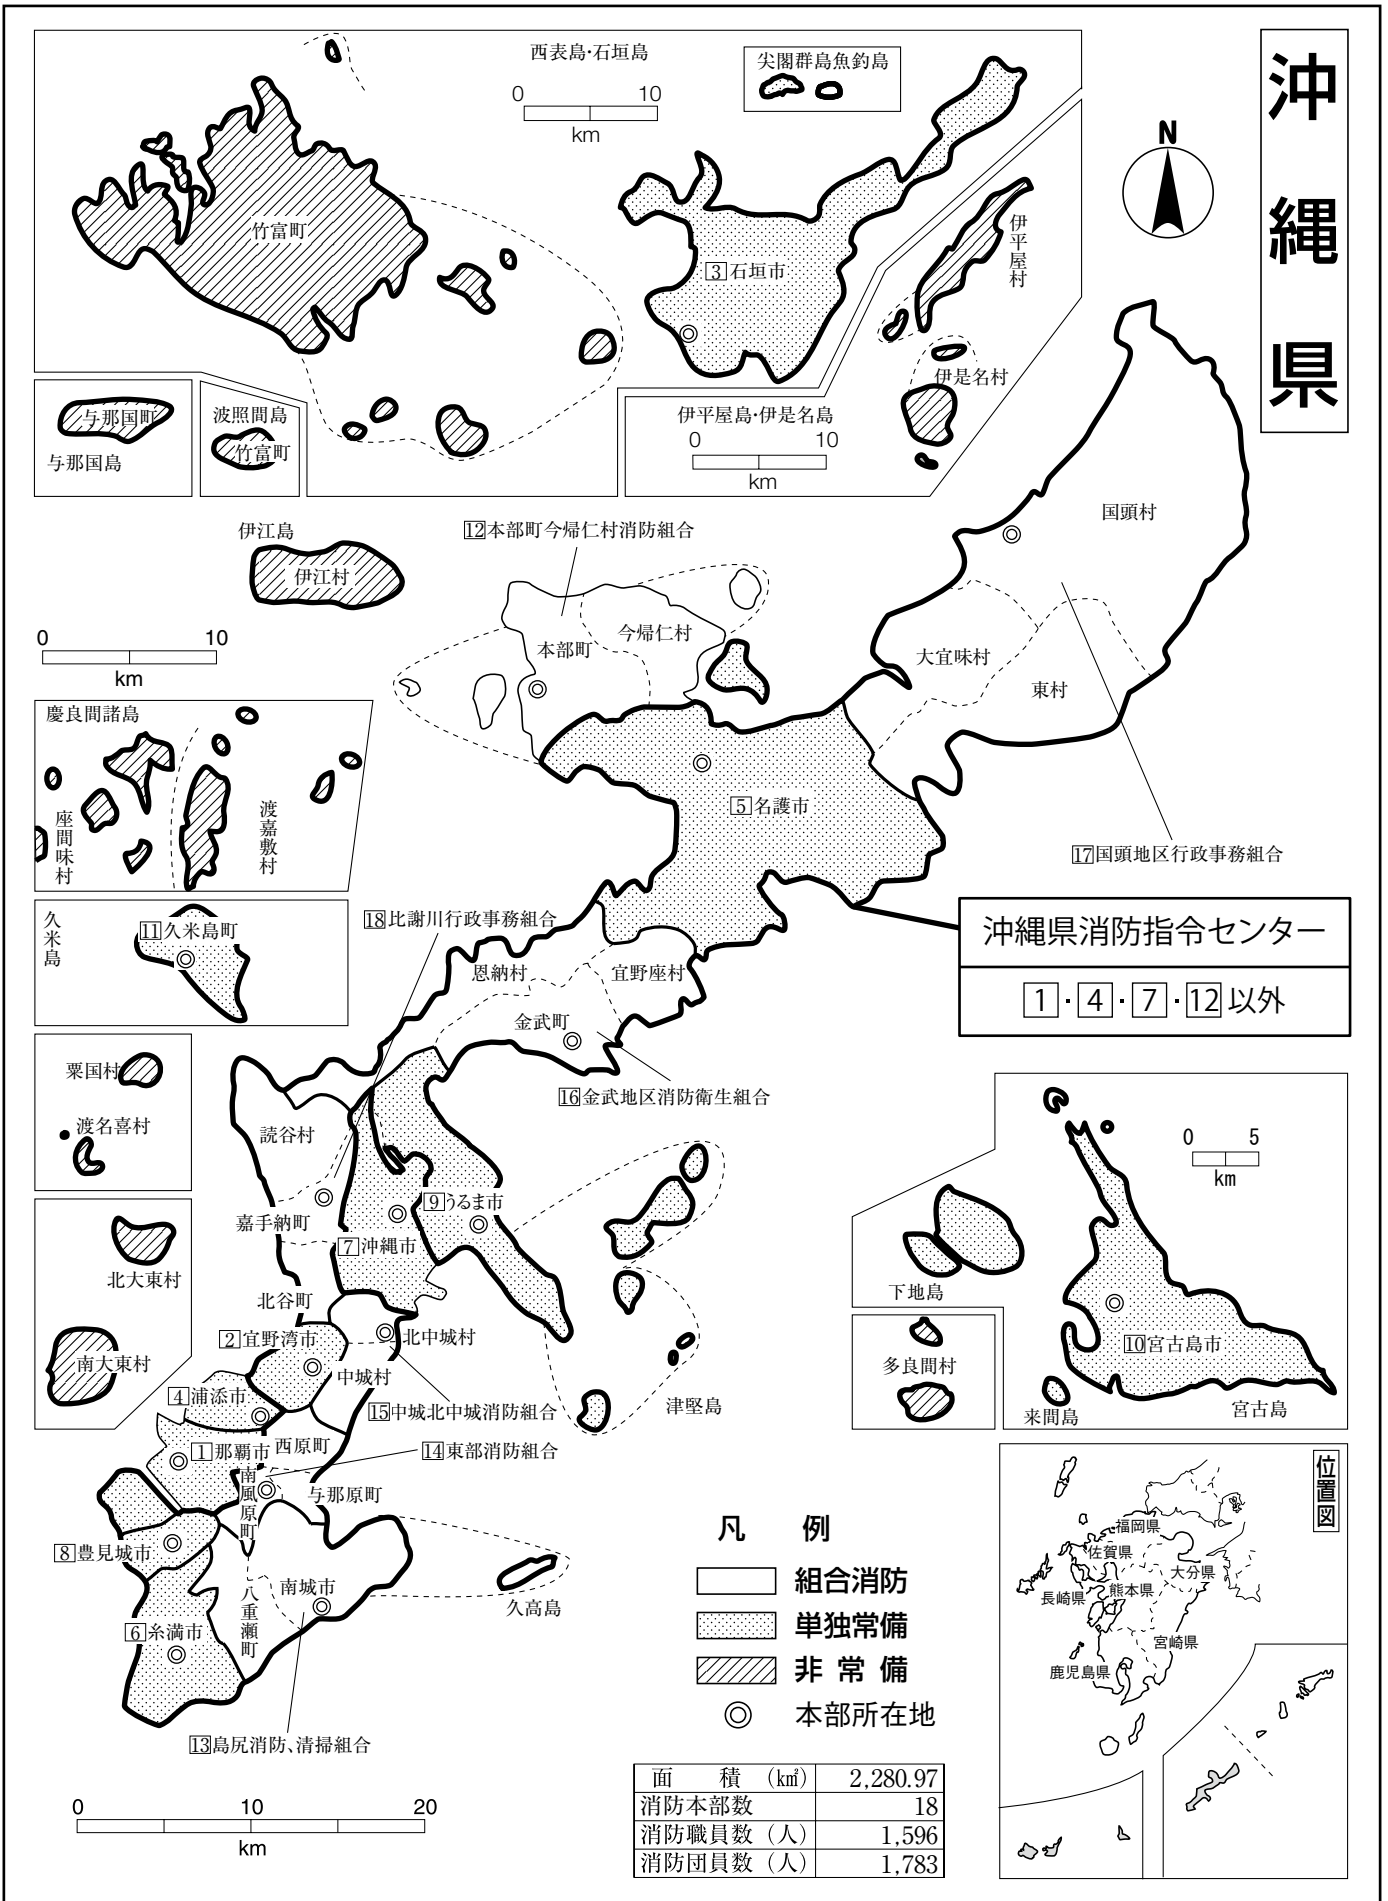 沖縄県
西表島・石垣島
0 10
km
尖閣群島魚釣島
N
竹富町
3石垣市
伊平屋村
伊是名村
伊平屋島・伊是名島
0 10
km
与那国町
与那国島
波照間島
竹富町
伊江島
伊江村
0 10
km
12本部町今帰仁村消防組合
本部町
今帰仁村
国頭村
大宜味村
東村
5名護市
17国頭地区行政事務組合
慶良間諸島
座間味村
渡嘉敷村
久米島
11久米島町
18比謝川行政事務組合
沖縄県消防指令センター
1・4・7・12以外
恩納村
宜野座村
金武町
16金武地区消防衛生組合
粟国村
渡名喜村
読谷村
嘉手納町
9うるま市
7沖縄市
北大東村
南大東村
北谷町
2宜野湾市
北中城村
中城村
4浦添市
15中城北中城消防組合
津堅島
1那覇市
西原町
14東部消防組合
南風原町
与那原町
8豊見城市
南城市
久高島
八重瀬町
6糸満市
13島尻消防、清掃組合
0 10 20
km
0 5
km
下地島
多良間村
10宮古島市
来間島
宮古島
凡 例
組合消防
単独常備
非常備
本部所在地
面 積 (㎢) 2,280.97
消防本部数 18
消防職員数(人) 1,596
消防団員数(人) 1,783
位置図
福岡県
佐賀県
大分県
長崎県
熊本県
宮崎県
鹿児島県